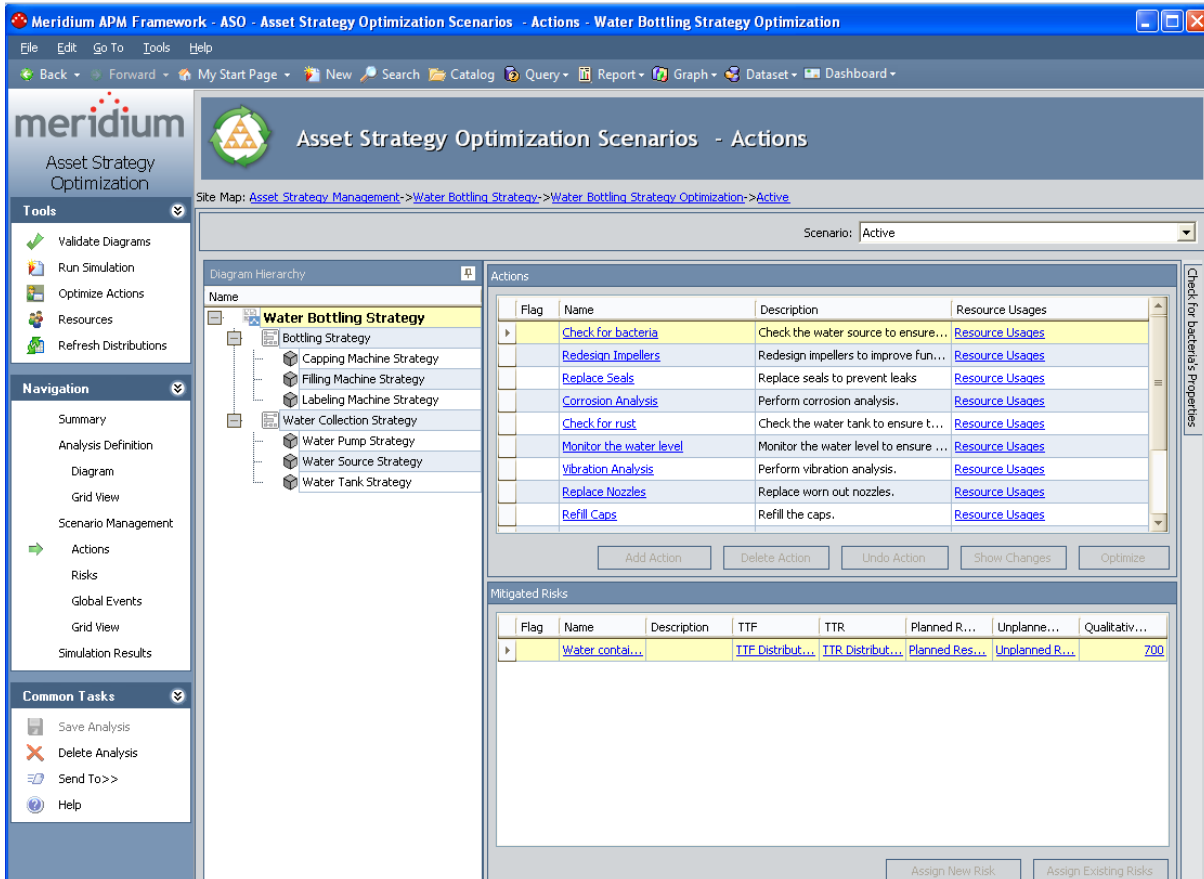 Meridium APM Framework - ASO - Asset Strategy Optimization Scenarios - Actions - Water Bottling Strategy Optimization
File Edit Go To Tools Help
Back Forward My Start Page New Search Catalog Query Report Graph Dataset Dashboard
meridium
Asset Strategy
Optimization
Asset Strategy Optimization Scenarios - Actions
Site Map: Asset Strategy Management->Water Bottling Strategy->Water Bottling Strategy Optimization->Active
Scenario: Active
Tools
Validate Diagrams
Run Simulation
Optimize Actions
Resources
Refresh Distributions
Navigation
Summary
Analysis Definition
Diagram
Grid View
Scenario Management
Actions
Risks
Global Events
Grid View
Simulation Results
Common Tasks
Save Analysis
Delete Analysis
Send To>>
Help
Diagram Hierarchy
Name
Water Bottling Strategy
Bottling Strategy
Capping Machine Strategy
Filling Machine Strategy
Labeling Machine Strategy
Water Collection Strategy
Water Pump Strategy
Water Source Strategy
Water Tank Strategy
Actions
Flag Name Description Resource Usages
Check for bacteria Check the water source to ensure... Resource Usages
Redesign Impellers Redesign impellers to improve fun... Resource Usages
Replace Seals Replace seals to prevent leaks Resource Usages
Corrosion Analysis Perform corrosion analysis. Resource Usages
Check for rust Check the water tank to ensure t... Resource Usages
Monitor the water level Monitor the water level to ensure ... Resource Usages
Vibration Analysis Perform vibration analysis. Resource Usages
Replace Nozzles Replace worn out nozzles. Resource Usages
Refill Caps Refill the caps. Resource Usages
Add Action Delete Action Undo Action Show Changes Optimize
Mitigated Risks
Flag Name Description TTF TTR Planned R... Unplanne... Qualitativ...
Water contai... TTF Distribut... TTR Distribut... Planned Res... Unplanned R... 700
Assign New Risk Assign Existing Risks
Check for bacteria's Properties